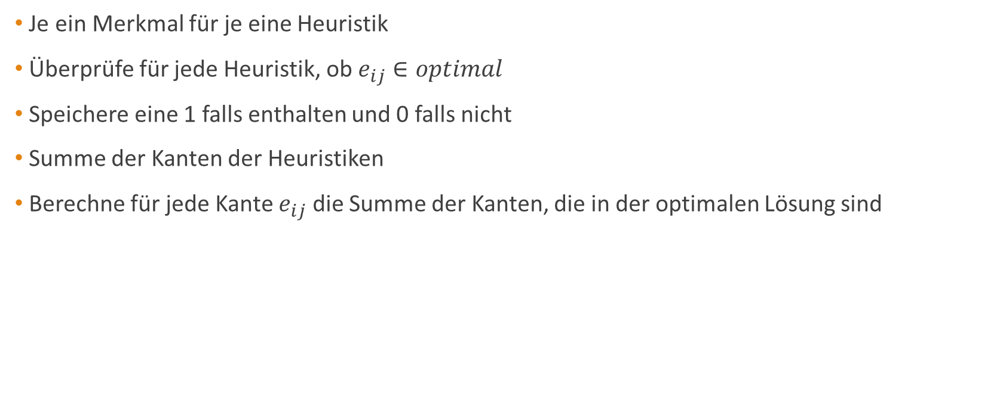 • Je ein Merkmal für je eine Heuristik
• Überprüfe für jede Heuristik, ob $e_{ij} \in optimal$
• Speichere eine 1 falls enthalten und 0 falls nicht
• Summe der Kanten der Heuristiken
• Berechne für jede Kante $e_{ij}$ die Summe der Kanten, die in der optimalen Lösung sind